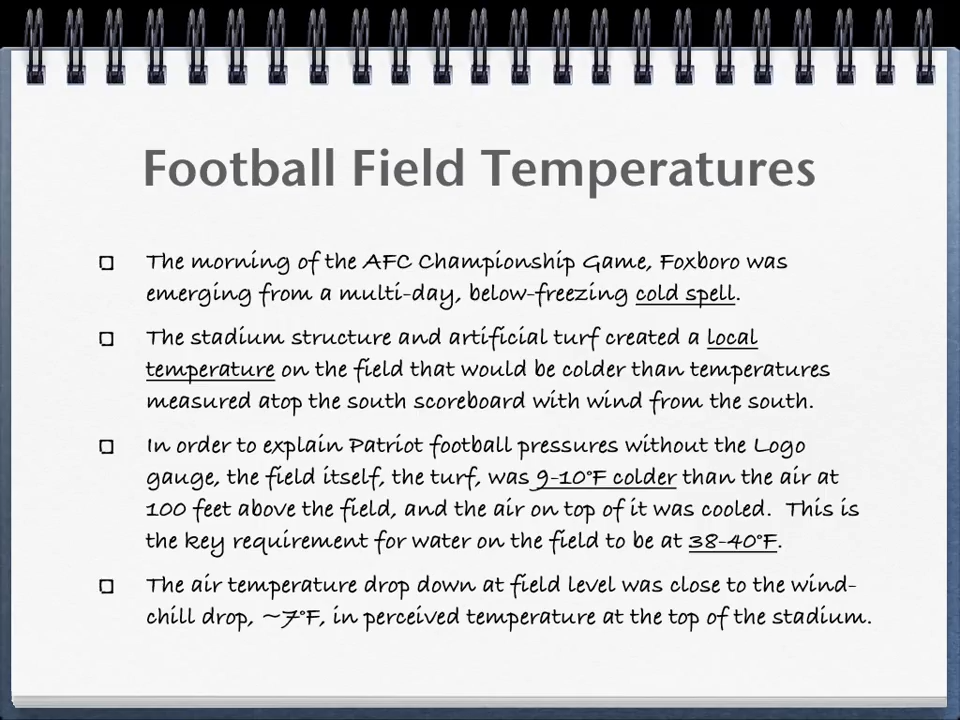 Football Field Temperatures
The morning of the AFC Championship Game, Foxboro was
emerging from a multi-day, below-freezing cold spell.
The stadium structure and artificial turf created a local
temperature on the field that would be colder than temperatures
measured atop the south scoreboard with wind from the south.
In order to explain Patriot football pressures without the Logo
gauge, the field itself, the turf, was 9-10°F colder than the air at
100 feet above the field, and the air on top of it was cooled. This is
the key requirement for water on the field to be at 38-40°F.
The air temperature drop down at field level was close to the wind-
chill drop, ~7°F, in perceived temperature at the top of the stadium.